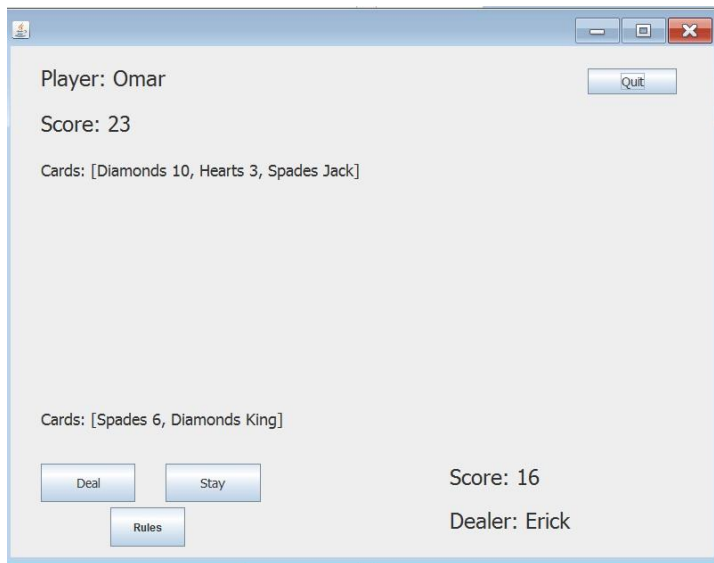 Player: Omar
Quit
Score: 23
Cards: [Diamonds 10, Hearts 3, Spades Jack]
Cards: [Spades 6, Diamonds King]
Deal
Stay
Score: 16
Rules
Dealer: Erick